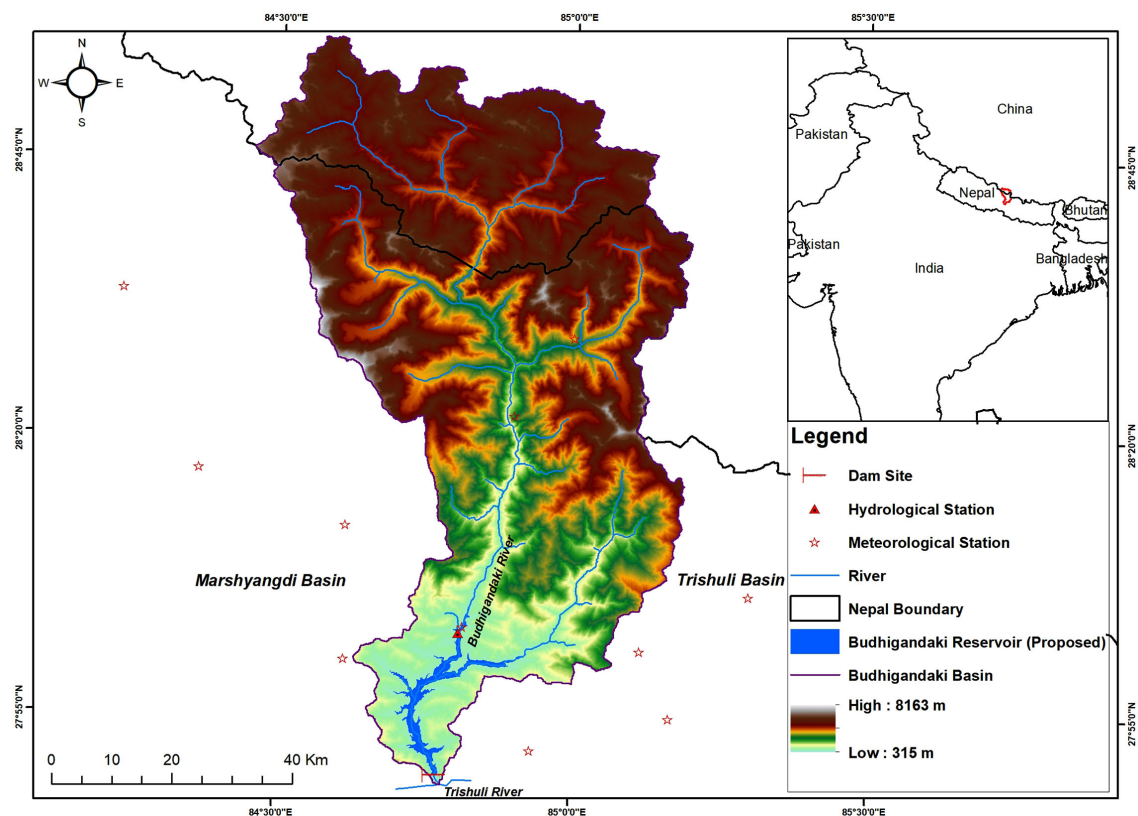 84°30'0"E
85°0'0"E
85°30'0"E
N
W
E
S
28°45'0"N
28°20'0"N
27°55'0"N
28°45'0"N
28°20'0"N
27°55'0"N
China
Pakistan
Nepal
Bhutan
Pakistan
Bangladesh
India
Marshyangdi Basin
Trishuli Basin
Budhigandaki River
Trishuli River
0 10 20 40 Km
Legend
Dam Site
Hydrological Station
Meteorological Station
River
Nepal Boundary
Budhigandaki Reservoir (Proposed)
Budhigandaki Basin
High : 8163 m
Low : 315 m
84°30'0"E
85°0'0"E
85°30'0"E